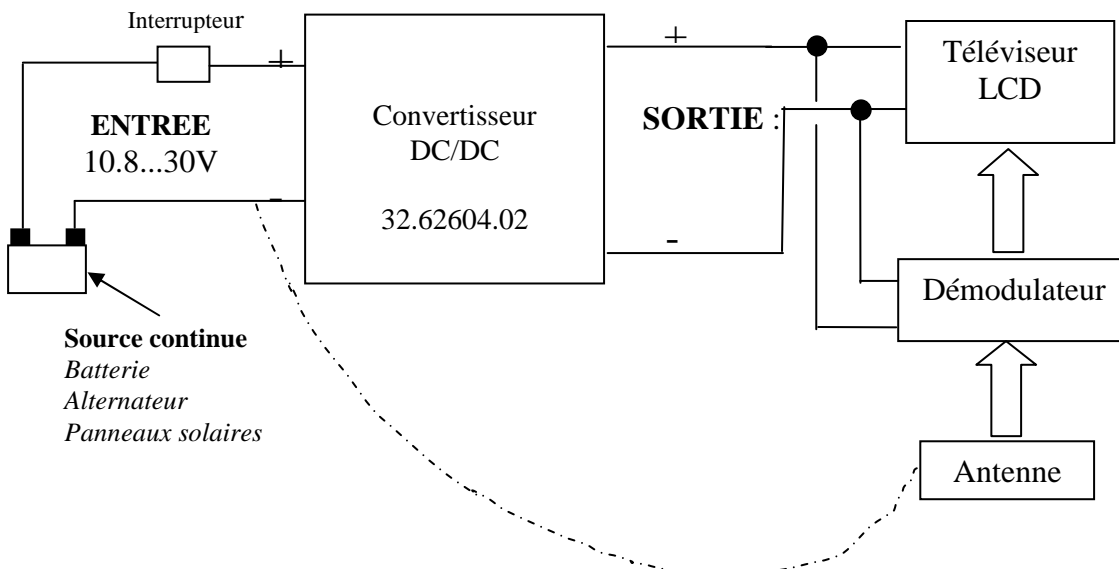 Interrupteur
+
ENTREE
10.8...30V
-
Source continue
Batterie
Alternateur
Panneaux solaires
Convertisseur
DC/DC
32.62604.02
+
SORTIE :
-
Téléviseur
LCD
Démodulateur
Antenne